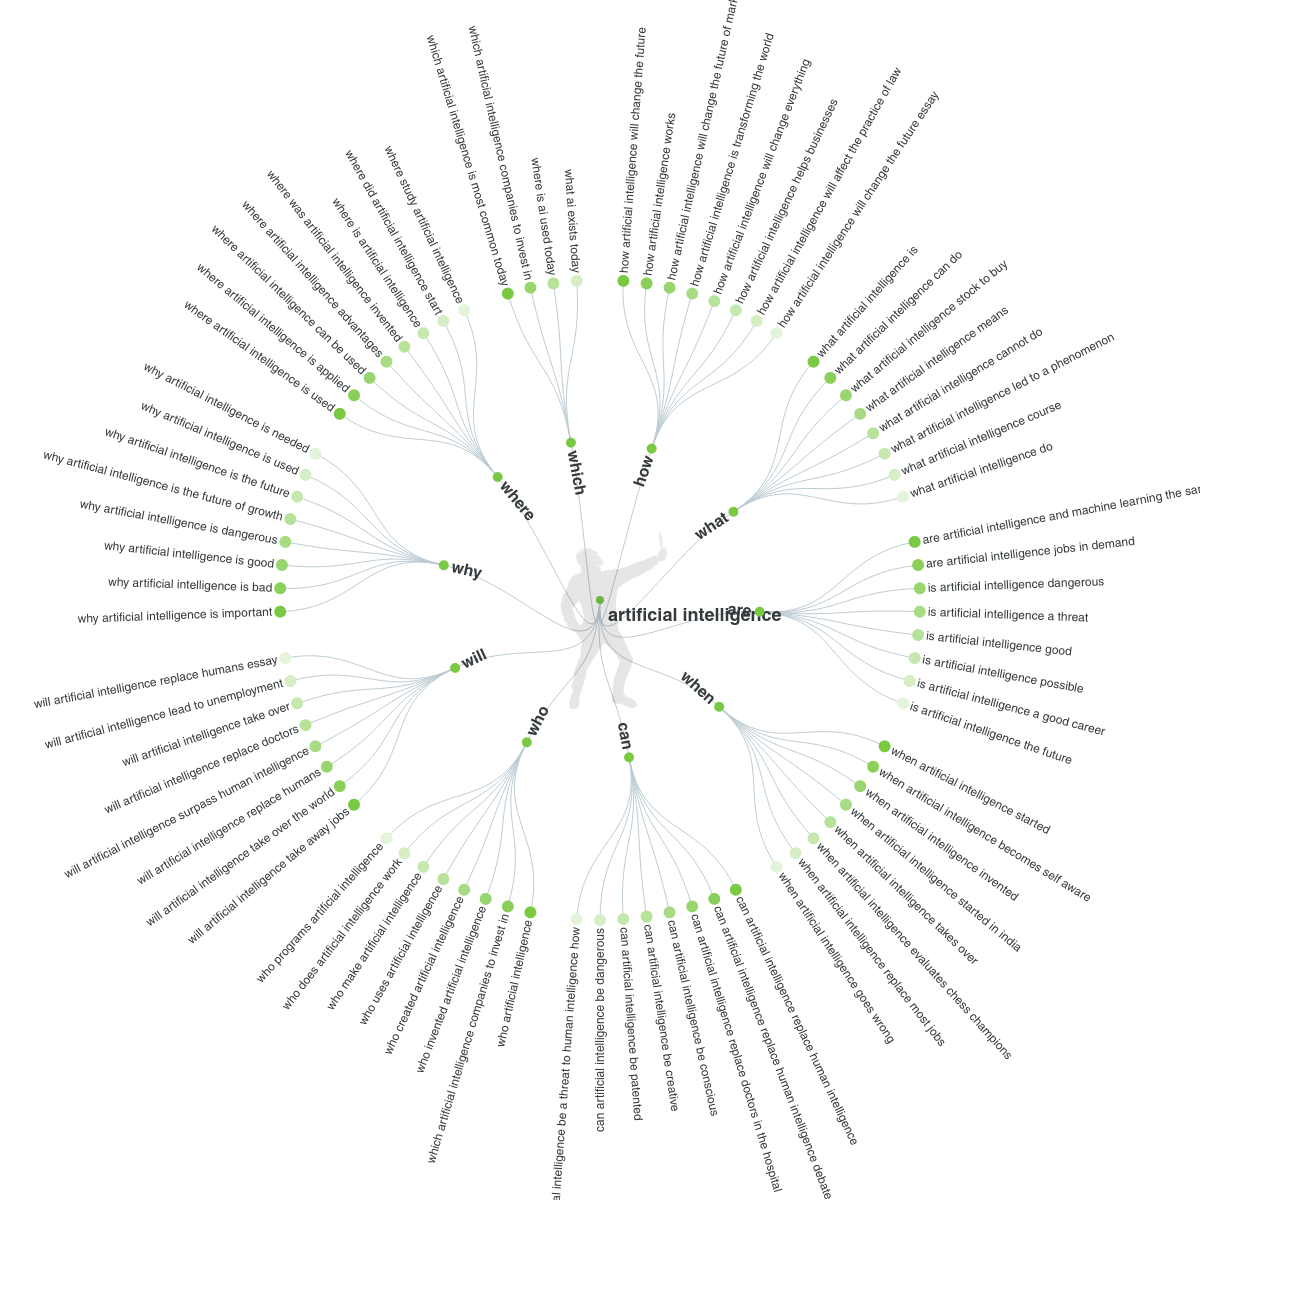 artificial intelligence
how
how artificial intelligence will change the future
how artificial intelligence works
how artificial intelligence will change the future of
how artificial intelligence is transforming the world
how artificial intelligence will change everything
how artificial intelligence helps businesses
how artificial intelligence will affect the practice of law
how artificial intelligence will change the future essay
what
what artificial intelligence is
what artificial intelligence can do
what artificial intelligence stock to buy
what artificial intelligence means
what artificial intelligence cannot do
what artificial intelligence led to a phenomenon
what artificial intelligence course
what artificial intelligence do
are
are artificial intelligence and machine learning the
are artificial intelligence jobs in demand
is artificial intelligence dangerous
is artificial intelligence a threat
is artificial intelligence good
is artificial intelligence possible
is artificial intelligence a good career
is artificial intelligence the future
when
when artificial intelligence started
when artificial intelligence becomes self aware
when artificial intelligence invented
when artificial intelligence started in india
when artificial intelligence takes over
when artificial intelligence evaluates chess champions
when artificial intelligence replace most jobs
when artificial intelligence goes wrong
can
can artificial intelligence replace human intelligence
can artificial intelligence replace human intelligence debate
can artificial intelligence replace doctors in the hospital
can artificial intelligence be conscious
can artificial intelligence be creative
can artificial intelligence be patented
can artificial intelligence be dangerous
intelligence be a threat to human intelligence how
who
who artificial intelligence
which artificial intelligence companies to invest in
who invented artificial intelligence
who created artificial intelligence
who uses artificial intelligence
who make artificial intelligence
who does artificial intelligence work
who programs artificial intelligence
will
will artificial intelligence take away jobs
will artificial intelligence take over the world
will artificial intelligence replace humans
will artificial intelligence surpass human intelligence
will artificial intelligence replace doctors
will artificial intelligence take over
will artificial intelligence lead to unemployment
will artificial intelligence replace humans essay
why
why artificial intelligence is important
why artificial intelligence is bad
why artificial intelligence is good
why artificial intelligence is dangerous
why artificial intelligence is the future of growth
why artificial intelligence is the future
why artificial intelligence is used
why artificial intelligence is needed
where
where artificial intelligence is used
where artificial intelligence is applied
where artificial intelligence can be used
where artificial intelligence advantages
where was artificial intelligence invented
where is artificial intelligence
where did artificial intelligence start
where study artificial intelligence
which
which artificial intelligence is most common today
which artificial intelligence companies to invest in
where is ai used today
what ai exists today